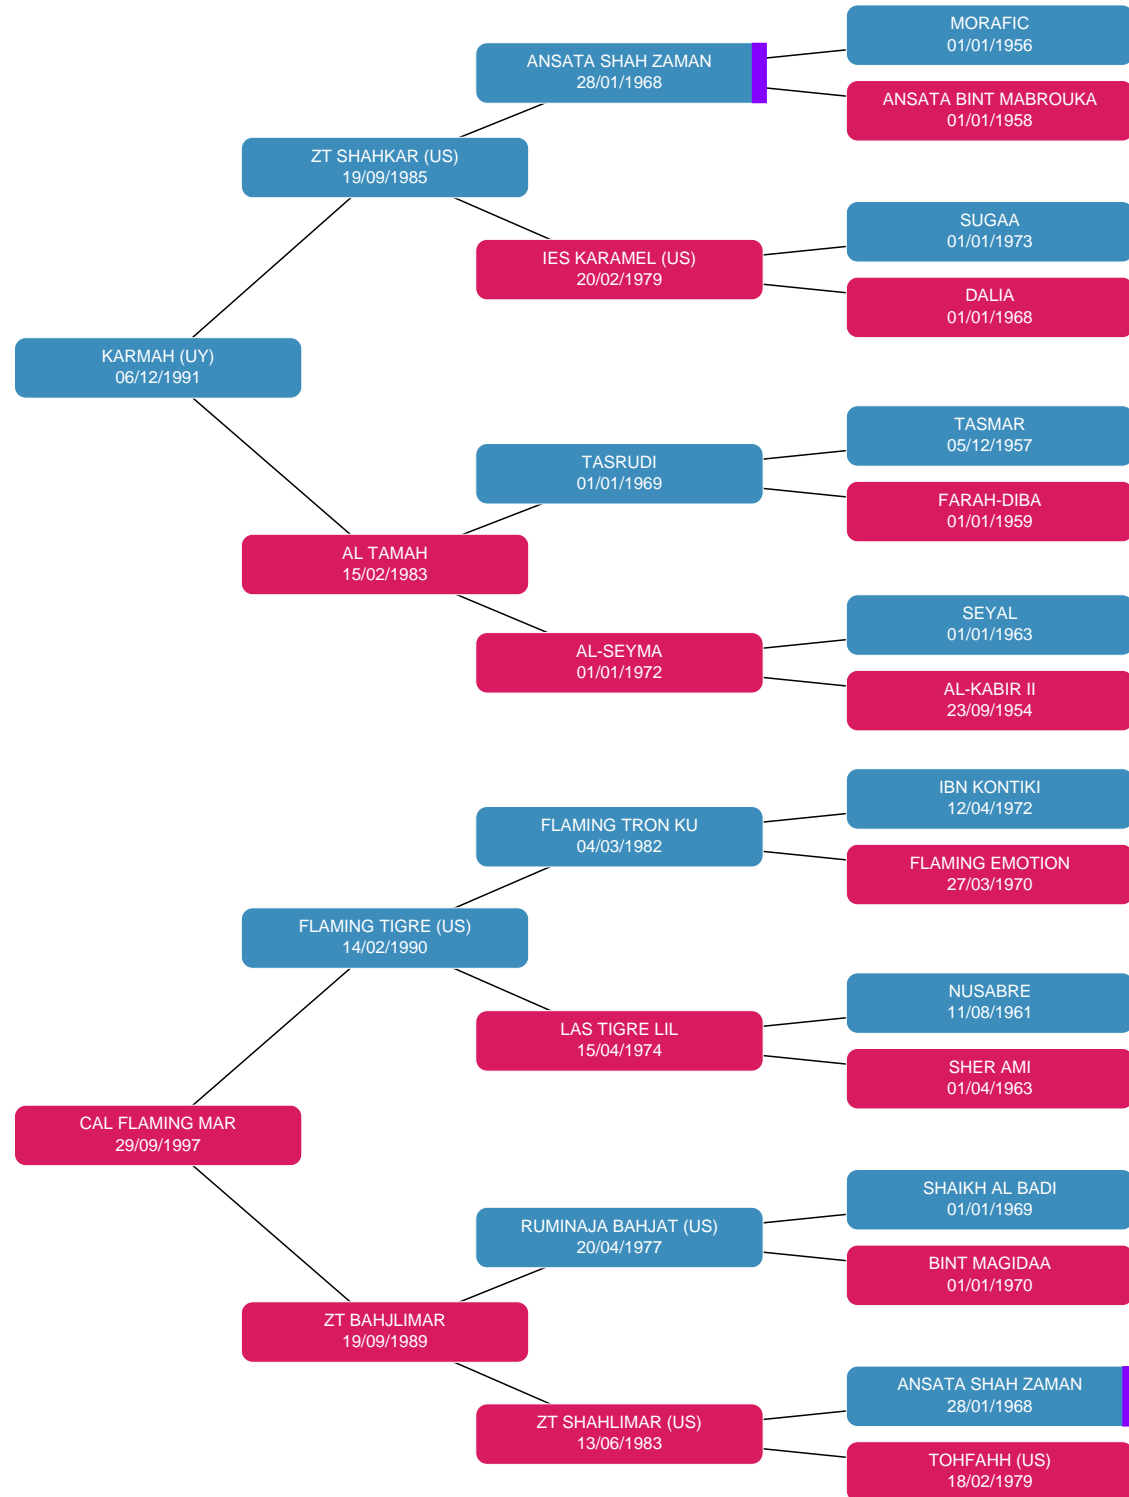 MORAFIC
01/01/1956
ANSATA SHAH ZAMAN
28/01/1968
ANSATA BINT MABROUKA
01/01/1958
ZT SHAHKAR (US)
19/09/1985
SUGAA
01/01/1973
IES KARAMEL (US)
20/02/1979
DALIA
01/01/1968
KARMAH (UY)
06/12/1991
TASMAR
05/12/1957
TASRUDI
01/01/1969
FARAH-DIBA
01/01/1959
AL TAMAH
15/02/1983
SEYAL
01/01/1963
AL-SEYMA
01/01/1972
AL-KABIR II
23/09/1954
IBN KONTIKI
12/04/1972
FLAMING TRON KU
04/03/1982
FLAMING EMOTION
27/03/1970
FLAMING TIGRE (US)
14/02/1990
NUSABRE
11/08/1961
LAS TIGRE LIL
15/04/1974
SHER AMI
01/04/1963
CAL FLAMING MAR
29/09/1997
SHAIKH AL BADI
01/01/1969
RUMINAJA BAHJAT (US)
20/04/1977
BINT MAGIDAA
01/01/1970
ZT BAHJLIMAR
19/09/1989
ANSATA SHAH ZAMAN
28/01/1968
ZT SHAHLIMAR (US)
13/06/1983
TOHFAHH (US)
18/02/1979